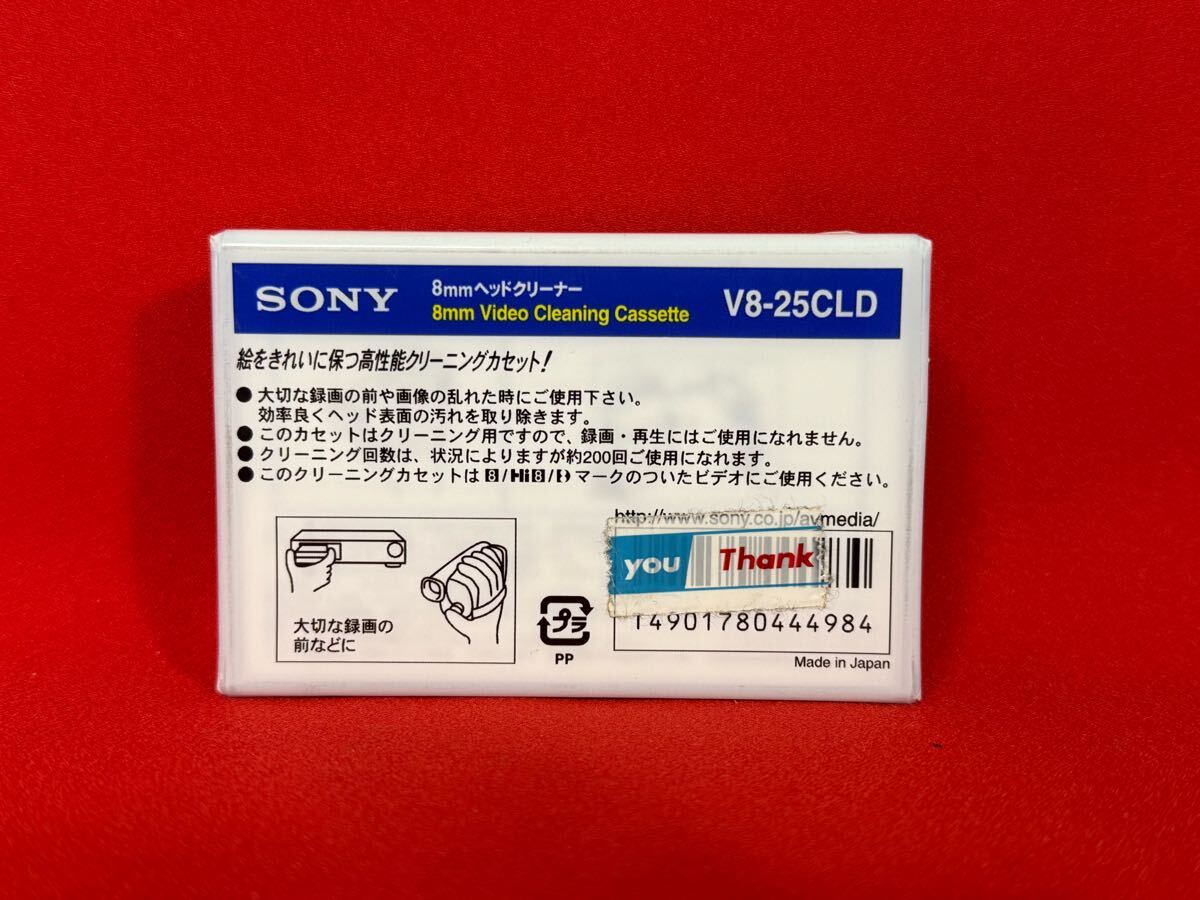 SONY
8mmヘッドクリーナー
8mm Video Cleaning Cassette
V8-25CLD
絵をきれいに保つ高性能クリーニングカセット!
● 大切な録画の前や画像の乱れた時にご使用下さい。
効率良くヘッド表面の汚れを取り除きます。
● このカセットはクリーニング用ですので、録画・再生にはご使用になれません。
● クリーニング回数は、状況によりますが約200回ご使用になれます。
● このクリーニングカセットは 8/Hi8/D マークのついたビデオにご使用ください。
大切な録画の
前などに
プラ
PP
http://www.sony.co.jp/avmedia/
you Thank
14901780444984
Made in Japan